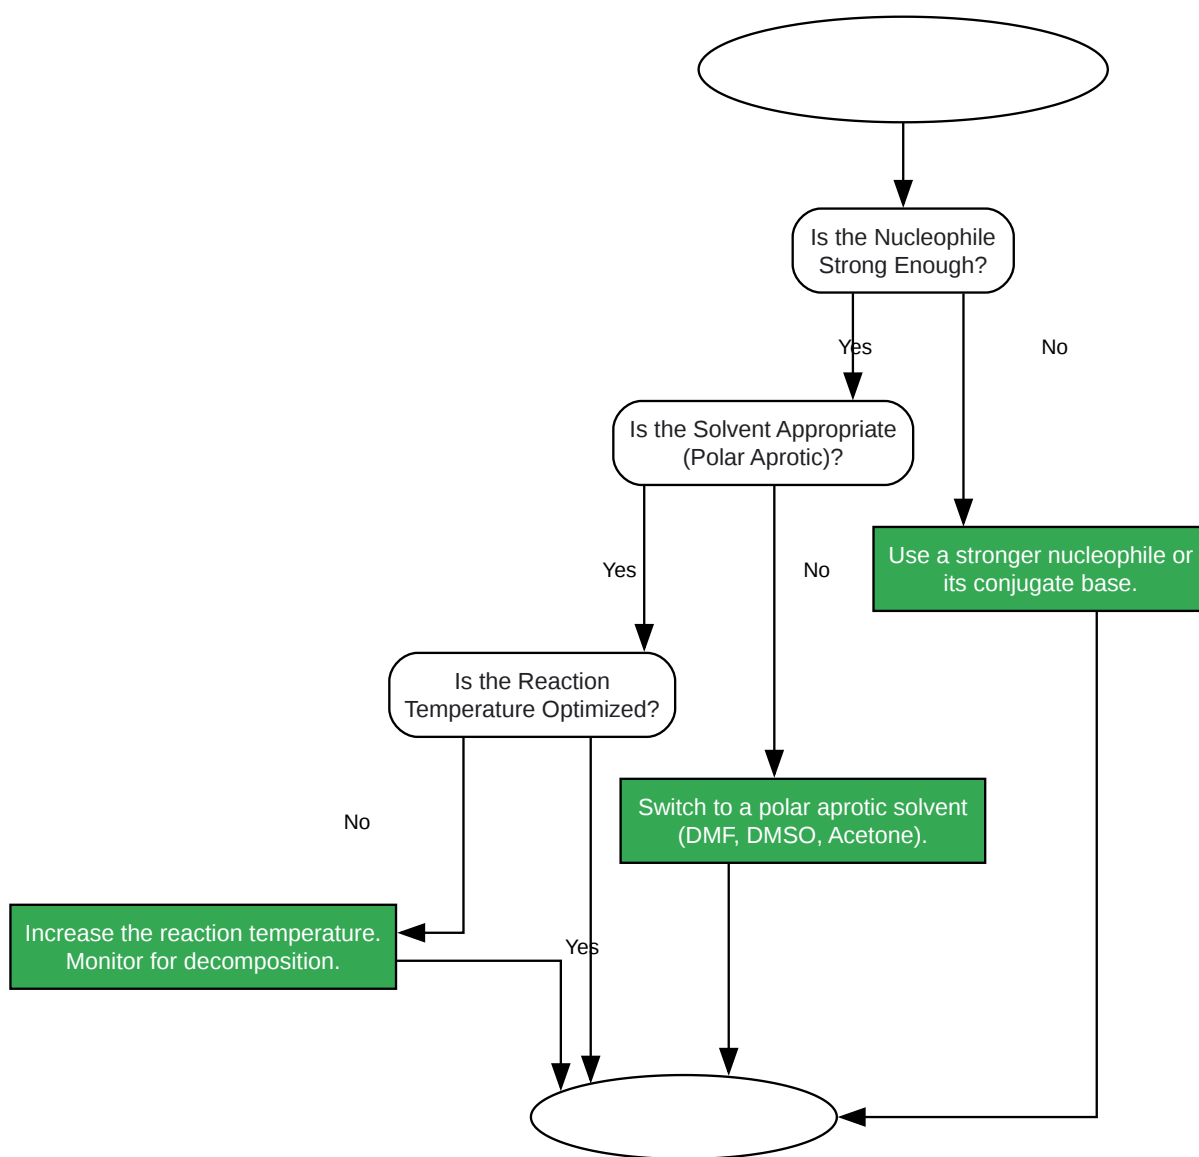 Is the Nucleophile
Strong Enough?
Yes
No
Is the Solvent Appropriate
(Polar Aprotic)?
Use a stronger nucleophile or
its conjugate base.
Yes
No
Is the Reaction
Temperature Optimized?
Switch to a polar aprotic solvent
(DMF, DMSO, Acetone).
No
Increase the reaction temperature.
Monitor for decomposition.
Yes